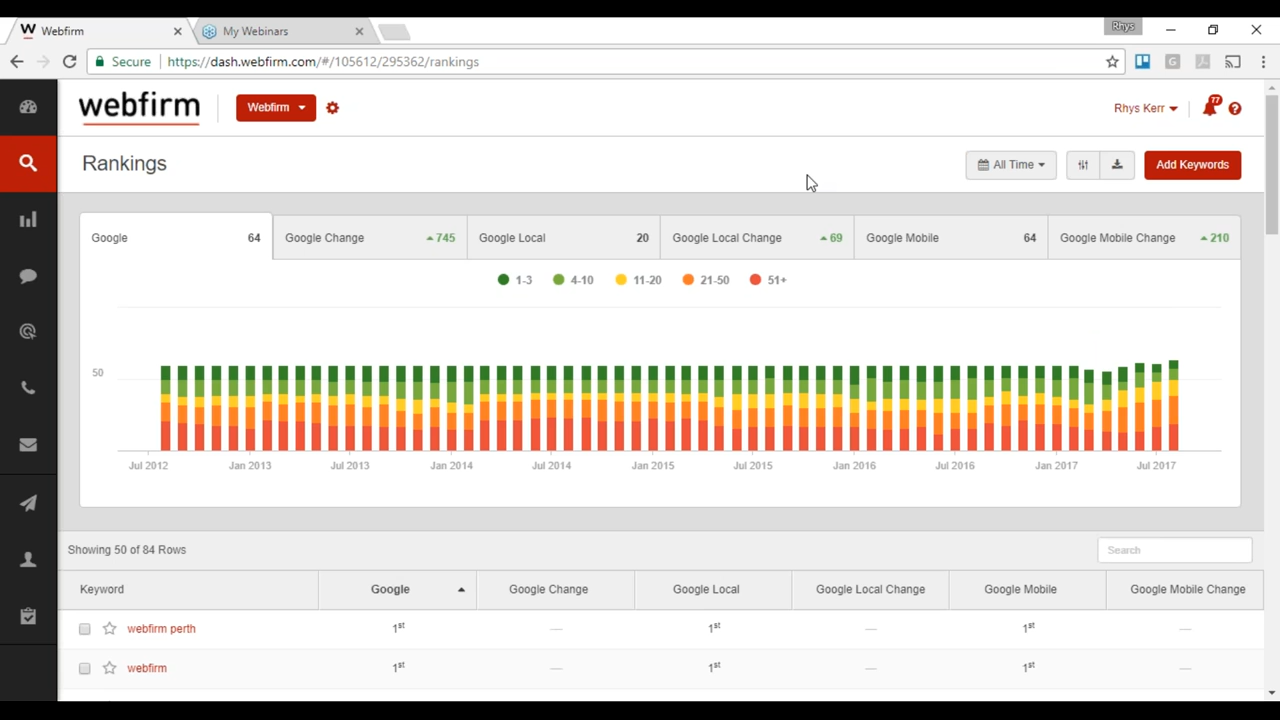 Rhys
Webfirm
My Webinars
Secure
https://dash.webfirm.com/#/105612/295362/rankings
webfirm
Webfirm
Rhys Kerr
77
Rankings
All Time
Add Keywords
Google 64
Google Change 745
Google Local 20
Google Local Change 69
Google Mobile 64
Google Mobile Change 210
1-3 4-10 11-20 21-50 51+
50
Jul 2012 Jan 2013 Jul 2013 Jan 2014 Jul 2014 Jan 2015 Jul 2015 Jan 2016 Jul 2016 Jan 2017 Jul 2017
Showing 50 of 84 Rows
Search
Keyword Google Google Change Google Local Google Local Change Google Mobile Google Mobile Change
webfirm perth 1st — 1st — 1st —
webfirm 1st — 1st — 1st —